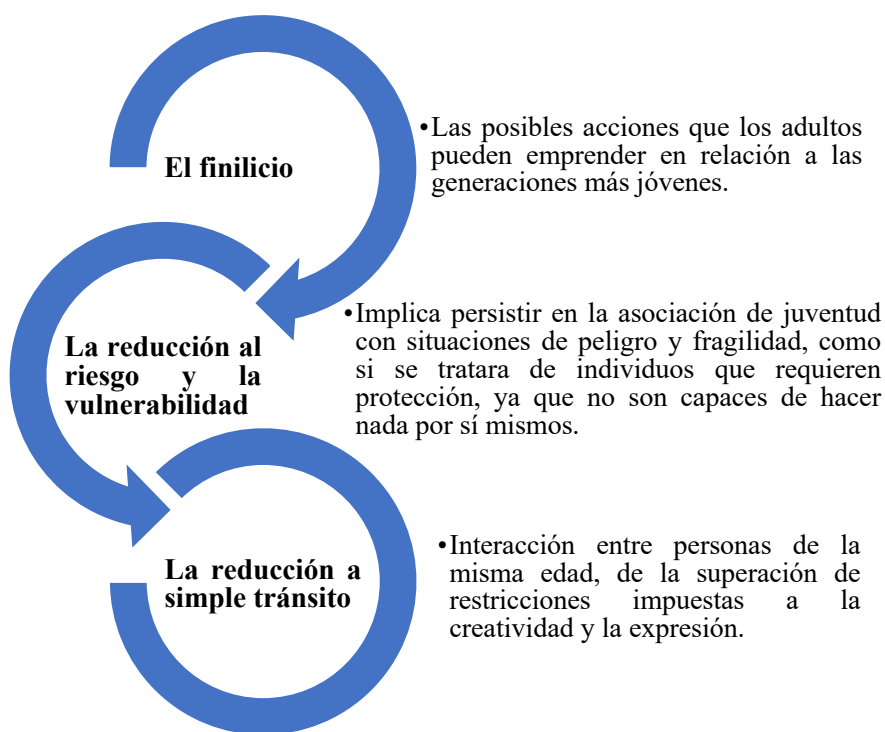 El finilicio
•Las posibles acciones que los adultos
pueden emprender en relación a las
generaciones más jóvenes.
La reducción al
riesgo y la
vulnerabilidad
•Implica persistir en la asociación de juventud
con situaciones de peligro y fragilidad, como
si se tratara de individuos que requieren
protección, ya que no son capaces de hacer
nada por sí mismos.
La reducción a
simple tránsito
•Interacción entre personas de la
misma edad, de la superación de
restricciones impuestas a la
creatividad y la expresión.